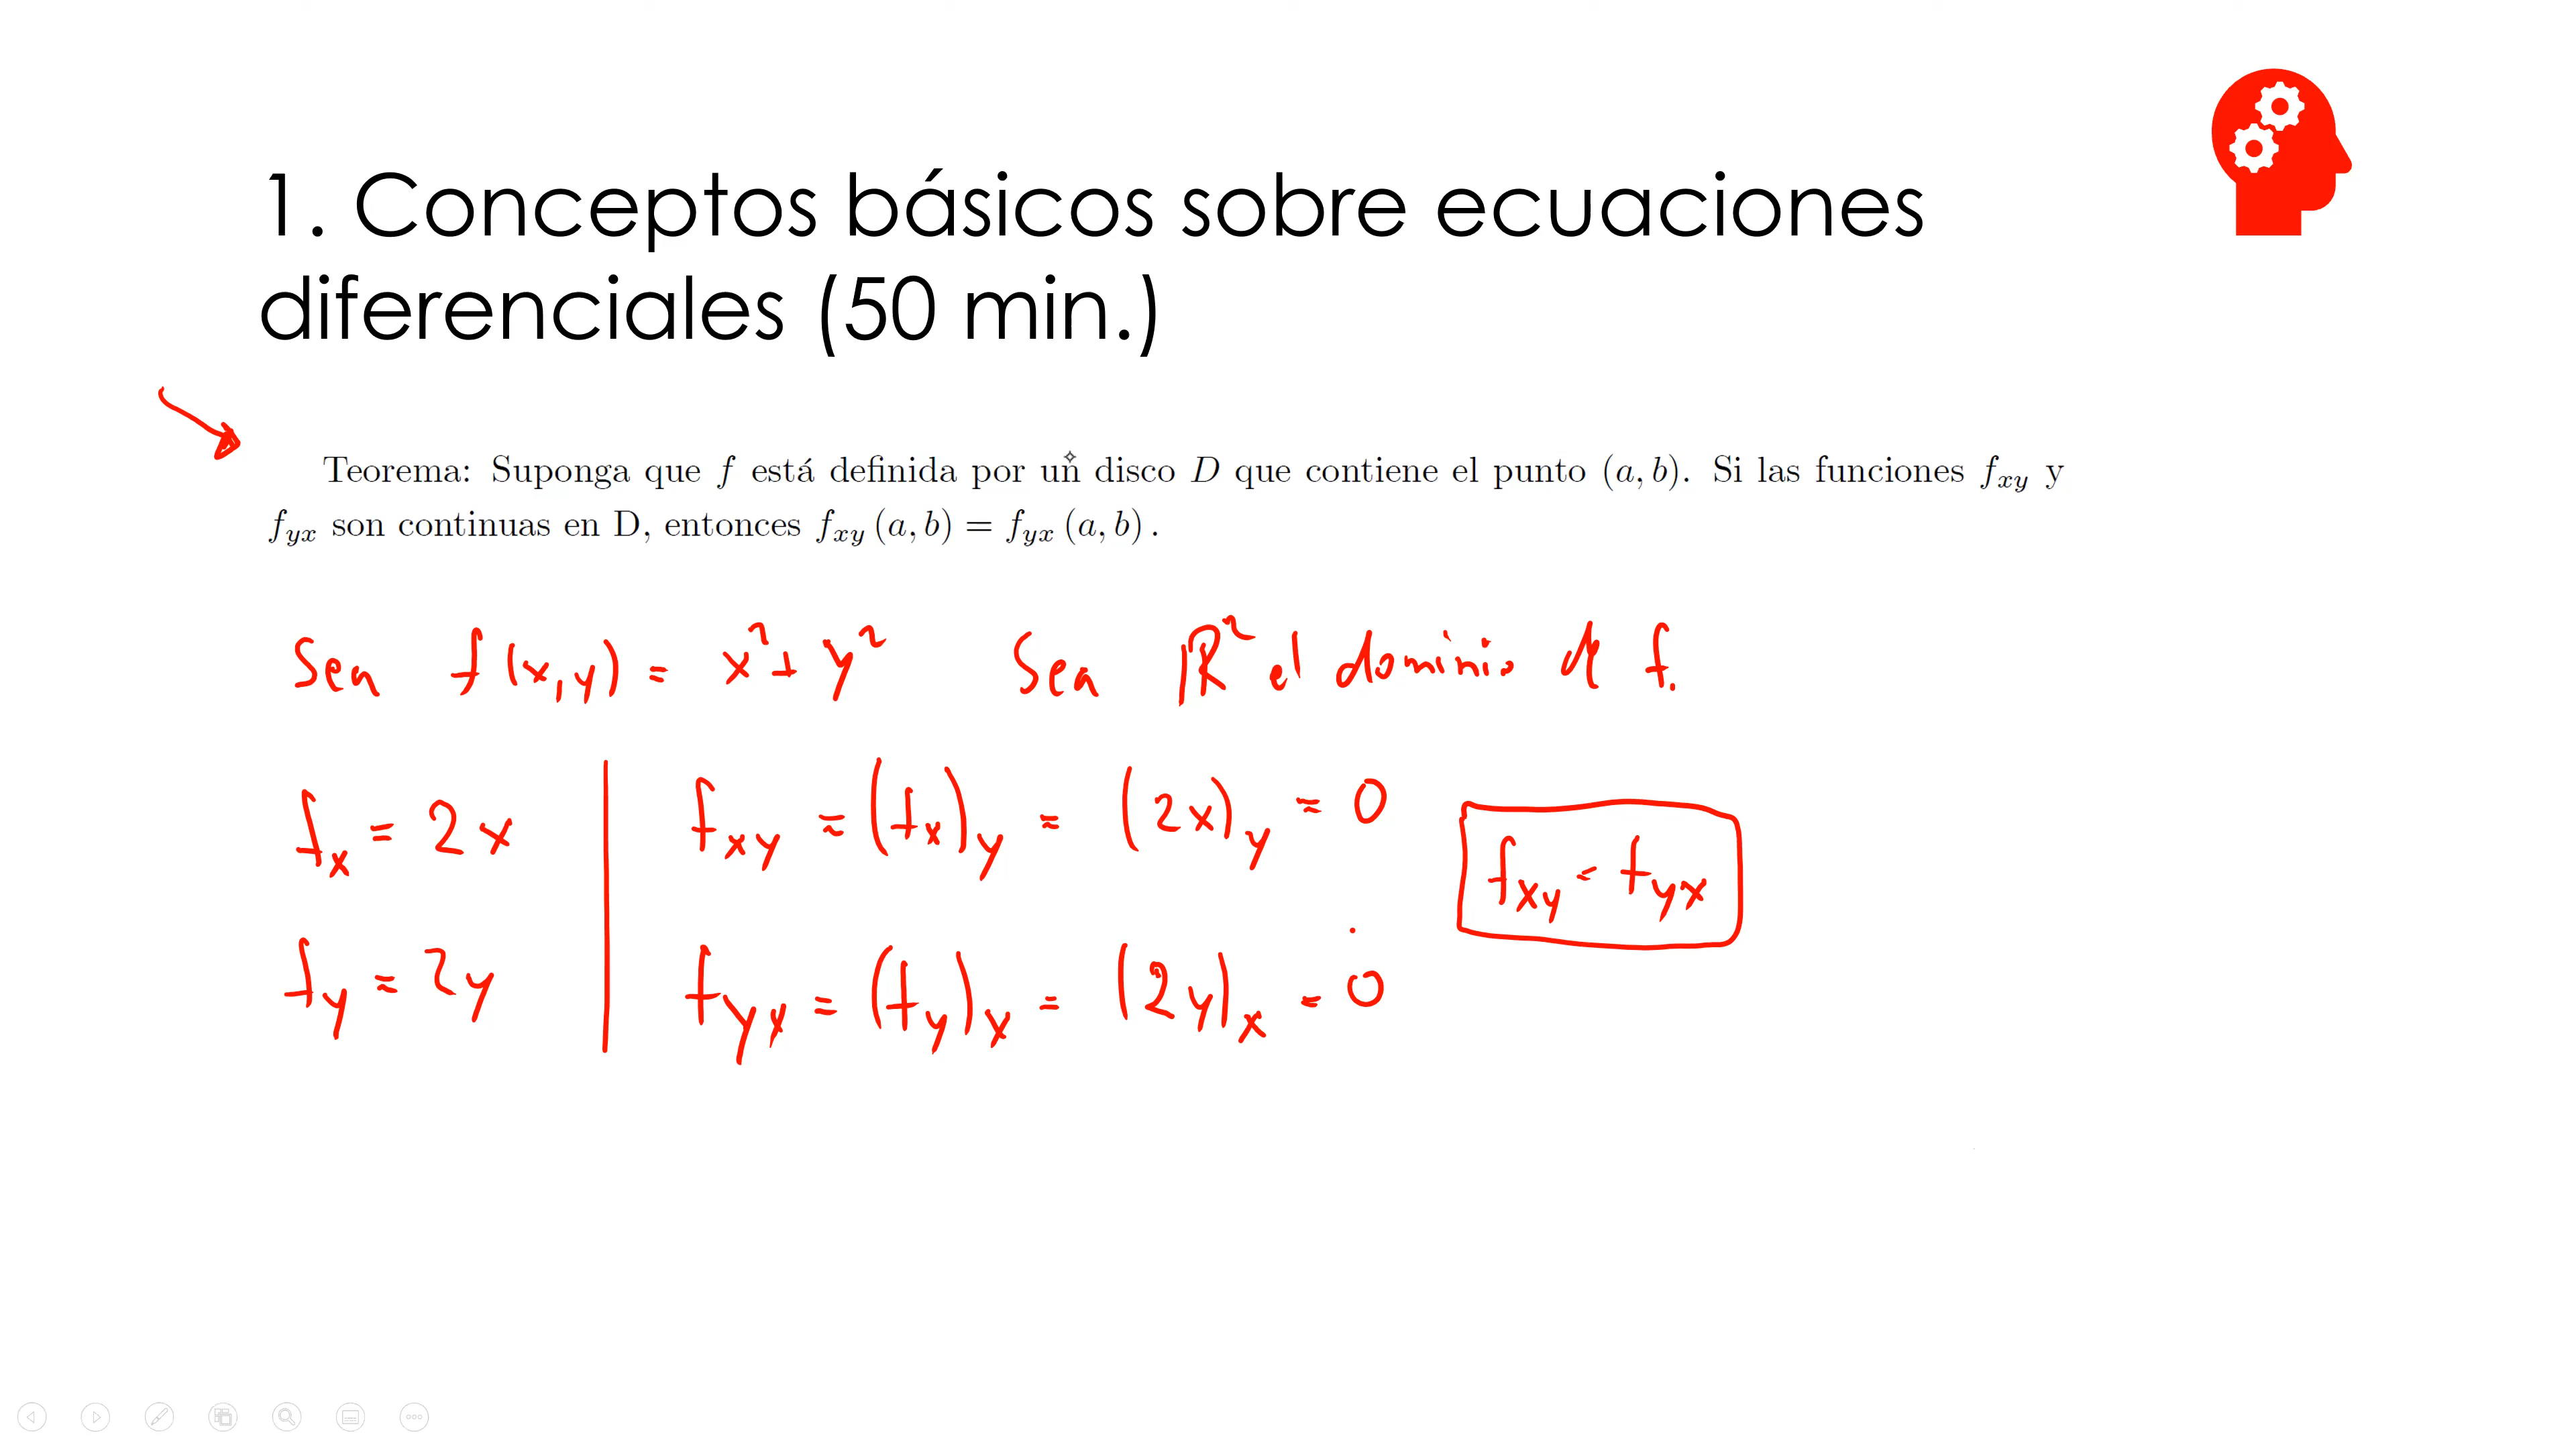 1. Conceptos básicos sobre ecuaciones
diferenciales (50 min.)
Teorema: Suponga que f está definida por un disco D que contiene el punto (a, b). Si las funciones f_xy y
f_yx son continuas en D, entonces f_xy (a, b) = f_yx (a, b).
Sea f(x,y) = x² + y² Sea ℝ² el dominio de f.
f_x = 2x
f_y = 2y
f_xy = (f_x)_y = (2x)_y = 0
f_yx = (f_y)_x = (2y)_x = 0
f_xy = f_yx